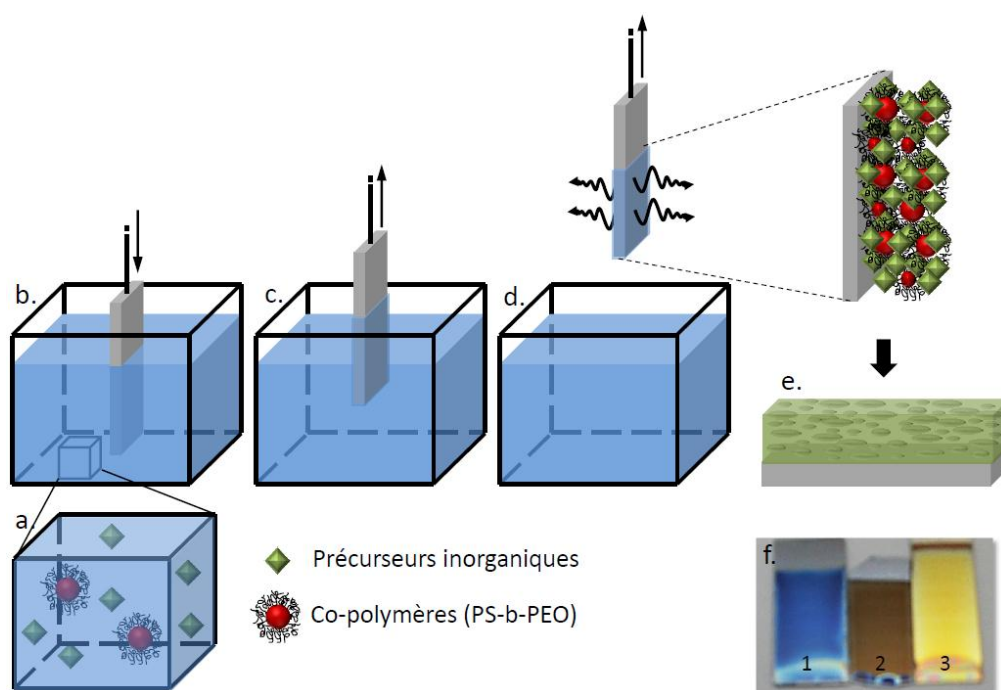 b.
c.
d.
e.
a.
Précurseurs inorganiques
Co-polymères (PS-b-PEO)
f.
1
2
3